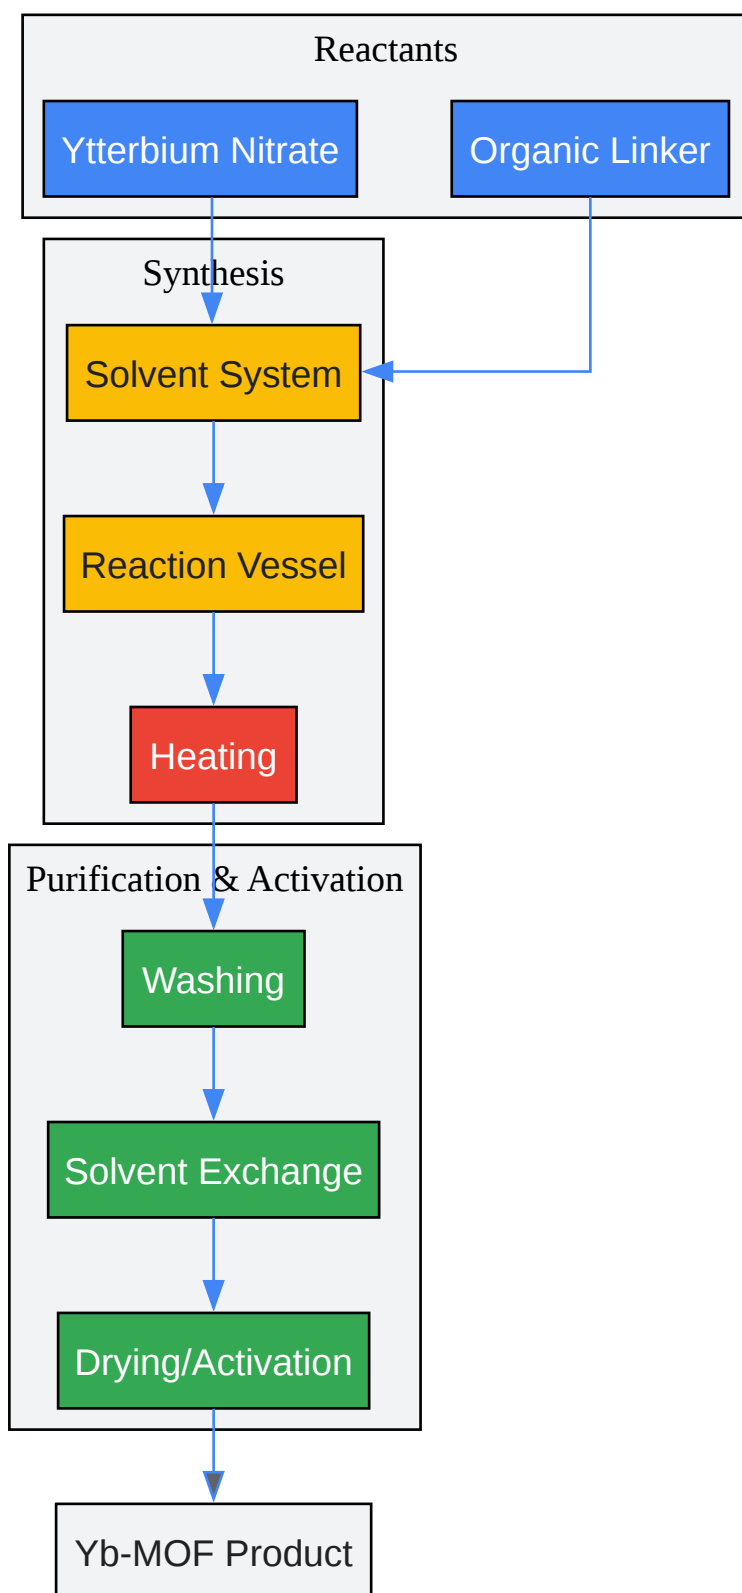 Reactants
Ytterbium Nitrate
Organic Linker
Synthesis
Solvent System
Reaction Vessel
Heating
Purification & Activation
Washing
Solvent Exchange
Drying/Activation
Yb-MOF Product